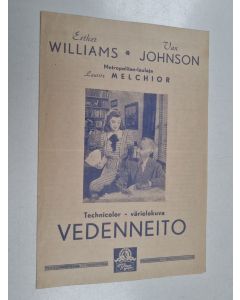 Esther Van
WILLIAMS * JOHNSON
Metropolitan-laulaja
Lauritz MELCHIOR
Technicolor - värielokuva
VEDENNEITO